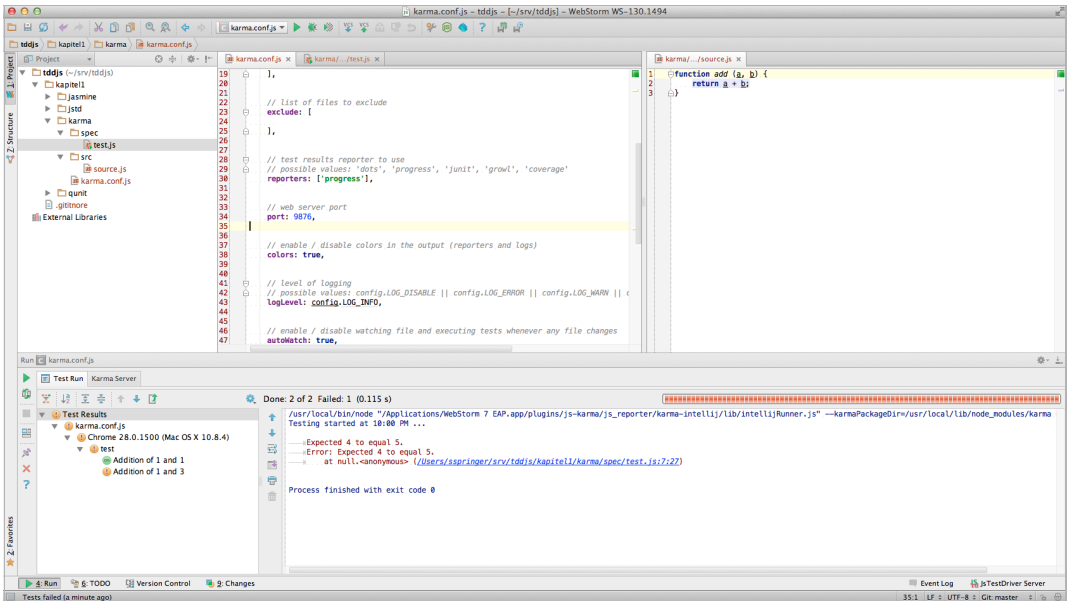 karma.conf.js - tddjs - [~/srv/tddjs] - WebStorm WS-130.1494
karma.conf.js
tddjs kapitel1 karma karma.conf.js
1: Project
Z: Structure
2: Favorites
Project
tddjs (~/srv/tddjs)
kapitel1
jasmine
jstd
karma
spec
test.js
src
source.js
karma.conf.js
qunit
.gititnore
External Libraries
karma.conf.js × karma/.../test.js ×
19 ],
20
21
22 // list of files to exclude
23 exclude: [
24
25 ],
26
27
28 // test results reporter to use
29 // possible values: 'dots', 'progress', 'junit', 'growl', 'coverage'
30 reporters: ['progress'],
31
32
33 // web server port
34 port: 9876,
35
36
37 // enable / disable colors in the output (reporters and logs)
38 colors: true,
39
40
41 // level of logging
42 // possible values: config.LOG_DISABLE || config.LOG_ERROR || config.LOG_WARN || c
43 logLevel: config.LOG_INFO,
44
45
46 // enable / disable watching file and executing tests whenever any file changes
47 autoWatch: true,
karma/.../source.js ×
1 function add (a, b) {
2 return a + b;
3 }
Run karma.conf.js
Test Run Karma Server
Done: 2 of 2 Failed: 1 (0.115 s)
Test Results
karma.conf.js
Chrome 28.0.1500 (Mac OS X 10.8.4)
test
Addition of 1 and 1
Addition of 1 and 3
/usr/local/bin/node "/Applications/WebStorm 7 EAP.app/plugins/js-karma/js_reporter/karma-intellij/lib/intellijRunner.js" --karmaPackageDir=/usr/local/lib/node_modules/karma
Testing started at 10:00 PM ...
Expected 4 to equal 5.
Error: Expected 4 to equal 5.
at null.<anonymous> (/Users/sspringer/srv/tddjs/kapitel1/karma/spec/test.js:7:27)
Process finished with exit code 0
4: Run 6: TODO Version Control 9: Changes Event Log JsTestDriver Server
Tests failed (a minute ago) 35:1 LF UTF-8 Git: master